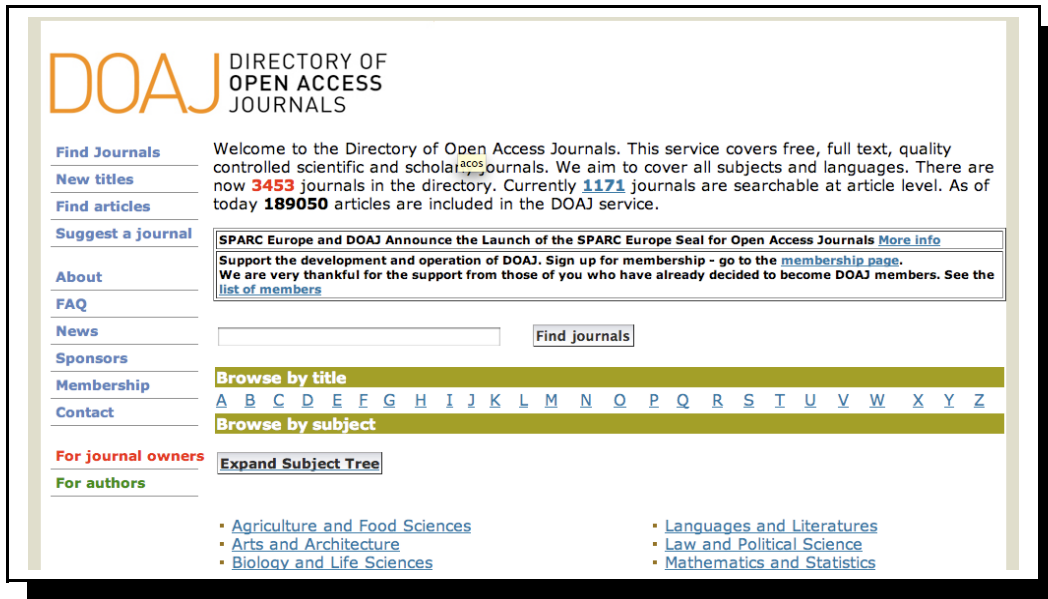 DOAJ
DIRECTORY OF
OPEN ACCESS
JOURNALS
Find Journals
New titles
Find articles
Suggest a journal
About
FAQ
News
Sponsors
Membership
Contact
For journal owners
For authors
Welcome to the Directory of Open Access Journals. This service covers free, full text, quality
controlled scientific and scholarly journals. We aim to cover all subjects and languages. There are
acos
now 3453 journals in the directory. Currently 1171 journals are searchable at article level. As of
today 189050 articles are included in the DOAJ service.
SPARC Europe and DOAJ Announce the Launch of the SPARC Europe Seal for Open Access Journals More info
Support the development and operation of DOAJ. Sign up for membership - go to the membership page.
We are very thankful for the support from those of you who have already decided to become DOAJ members. See the
list of members
Find journals
Browse by title
A B C D E F G H I J K L M N O P Q R S T U V W X Y Z
Browse by subject
Expand Subject Tree
Agriculture and Food Sciences
Arts and Architecture
Biology and Life Sciences
Languages and Literatures
Law and Political Science
Mathematics and Statistics